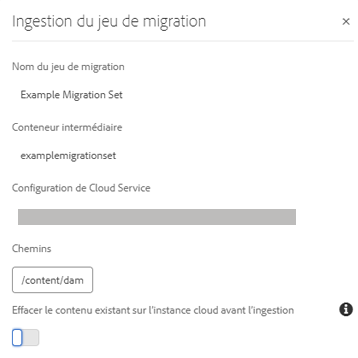 Ingestion du jeu de migration
×
Nom du jeu de migration
Example Migration Set
Conteneur intermédiaire
examplemigrationset
Configuration de Cloud Service
Chemins
/content/dam
Effacer le contenu existant sur l'instance cloud avant l'ingestion